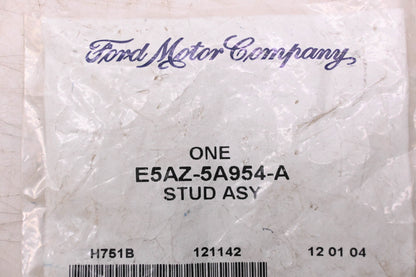 Ford Motor Company,
ONE
E5AZ-5A954-A
STUD ASY
H751B 121142 12 01 04